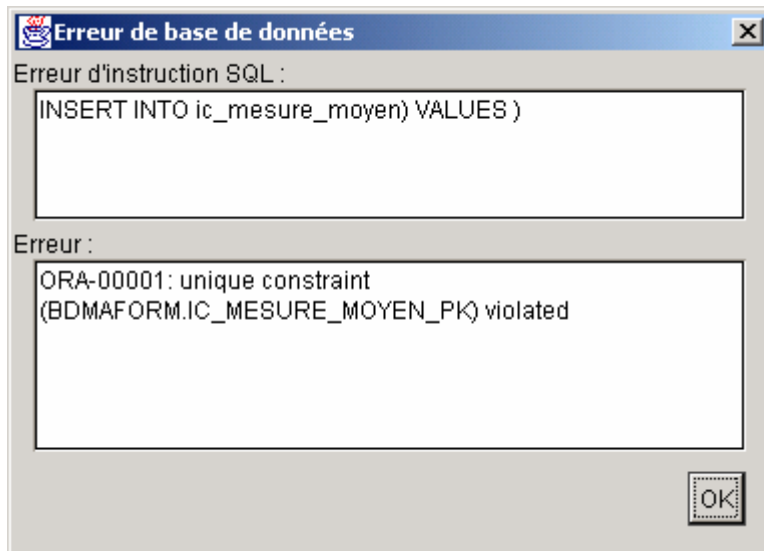 Erreur de base de données
Erreur d'instruction SQL :
INSERT INTO ic_mesure_moyen) VALUES )
Erreur :
ORA-00001: unique constraint
(BDMAFORM.IC_MESURE_MOYEN_PK) violated
OK